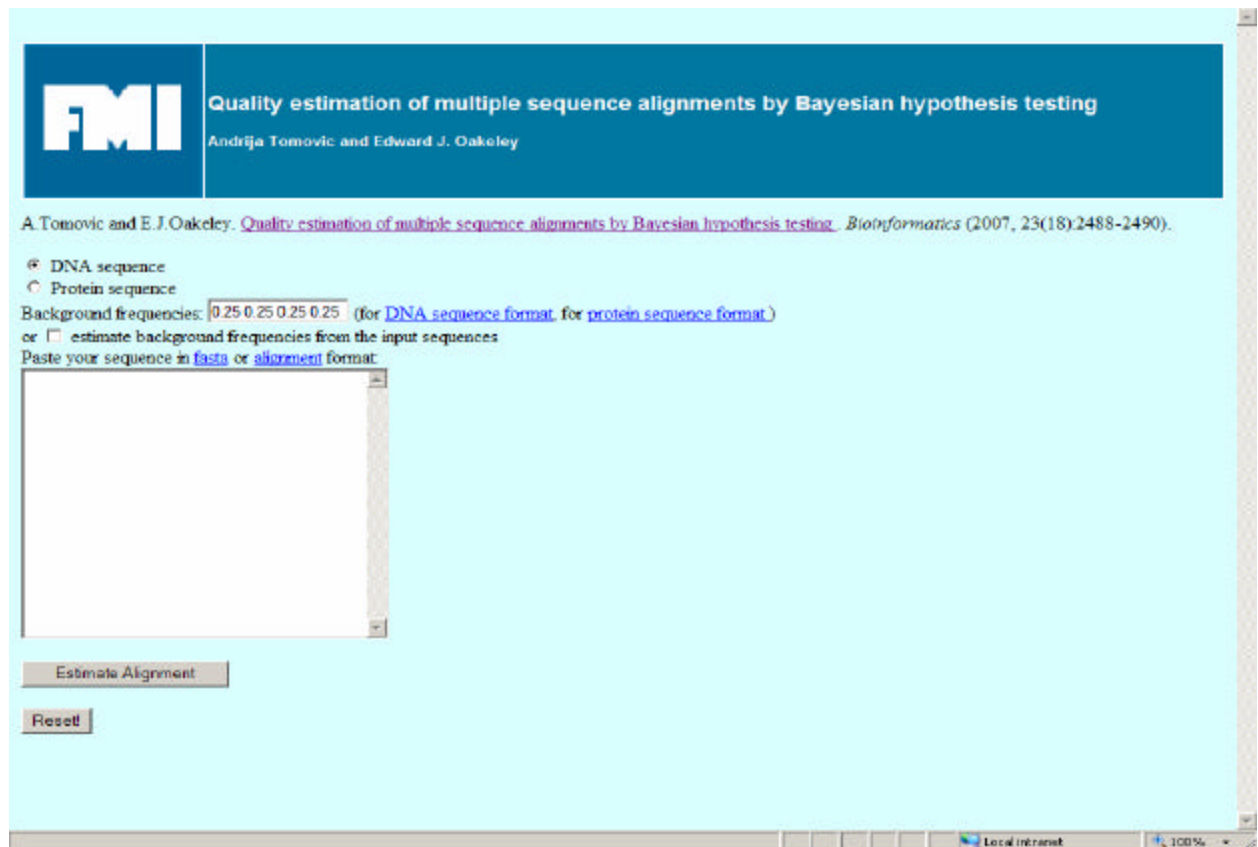 FMI
Quality estimation of multiple sequence alignments by Bayesian hypothesis testing
Andrija Tomovic and Edward J. Oakeley
A.Tomovic and E.J.Oakeley. Quality estimation of multiple sequence alignments by Bayesian hypothesis testing . Bioinformatics (2007, 23(18):2488-2490).
DNA sequence
Protein sequence
Background frequencies: 0.25 0.25 0.25 0.25 (for DNA sequence format, for protein sequence format )
or estimate background frequencies from the input sequences
Paste your sequence in fasta or alignment format:
Estimate Alignment
Reset!
Local intranet 100%